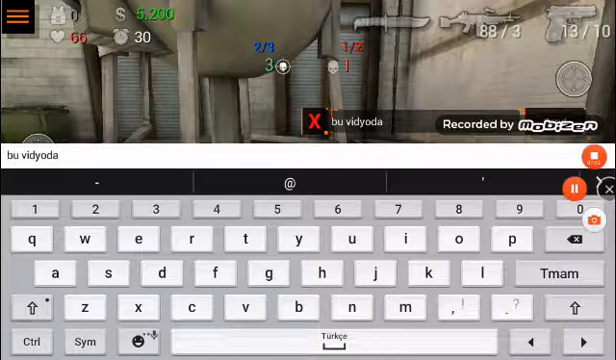 0 $ 5.200
66 30
2/3 1/2
3 1
88/3 13/10
X bu vidyoda
Recorded by mobizen
bu vidyoda
- @ '
1 2 3 4 5 6 7 8 9 0
q w e r t y u i o p
a s d f g h j k l Tmam
z x c v b n m , ! . ?
Ctrl Sym Türkçe